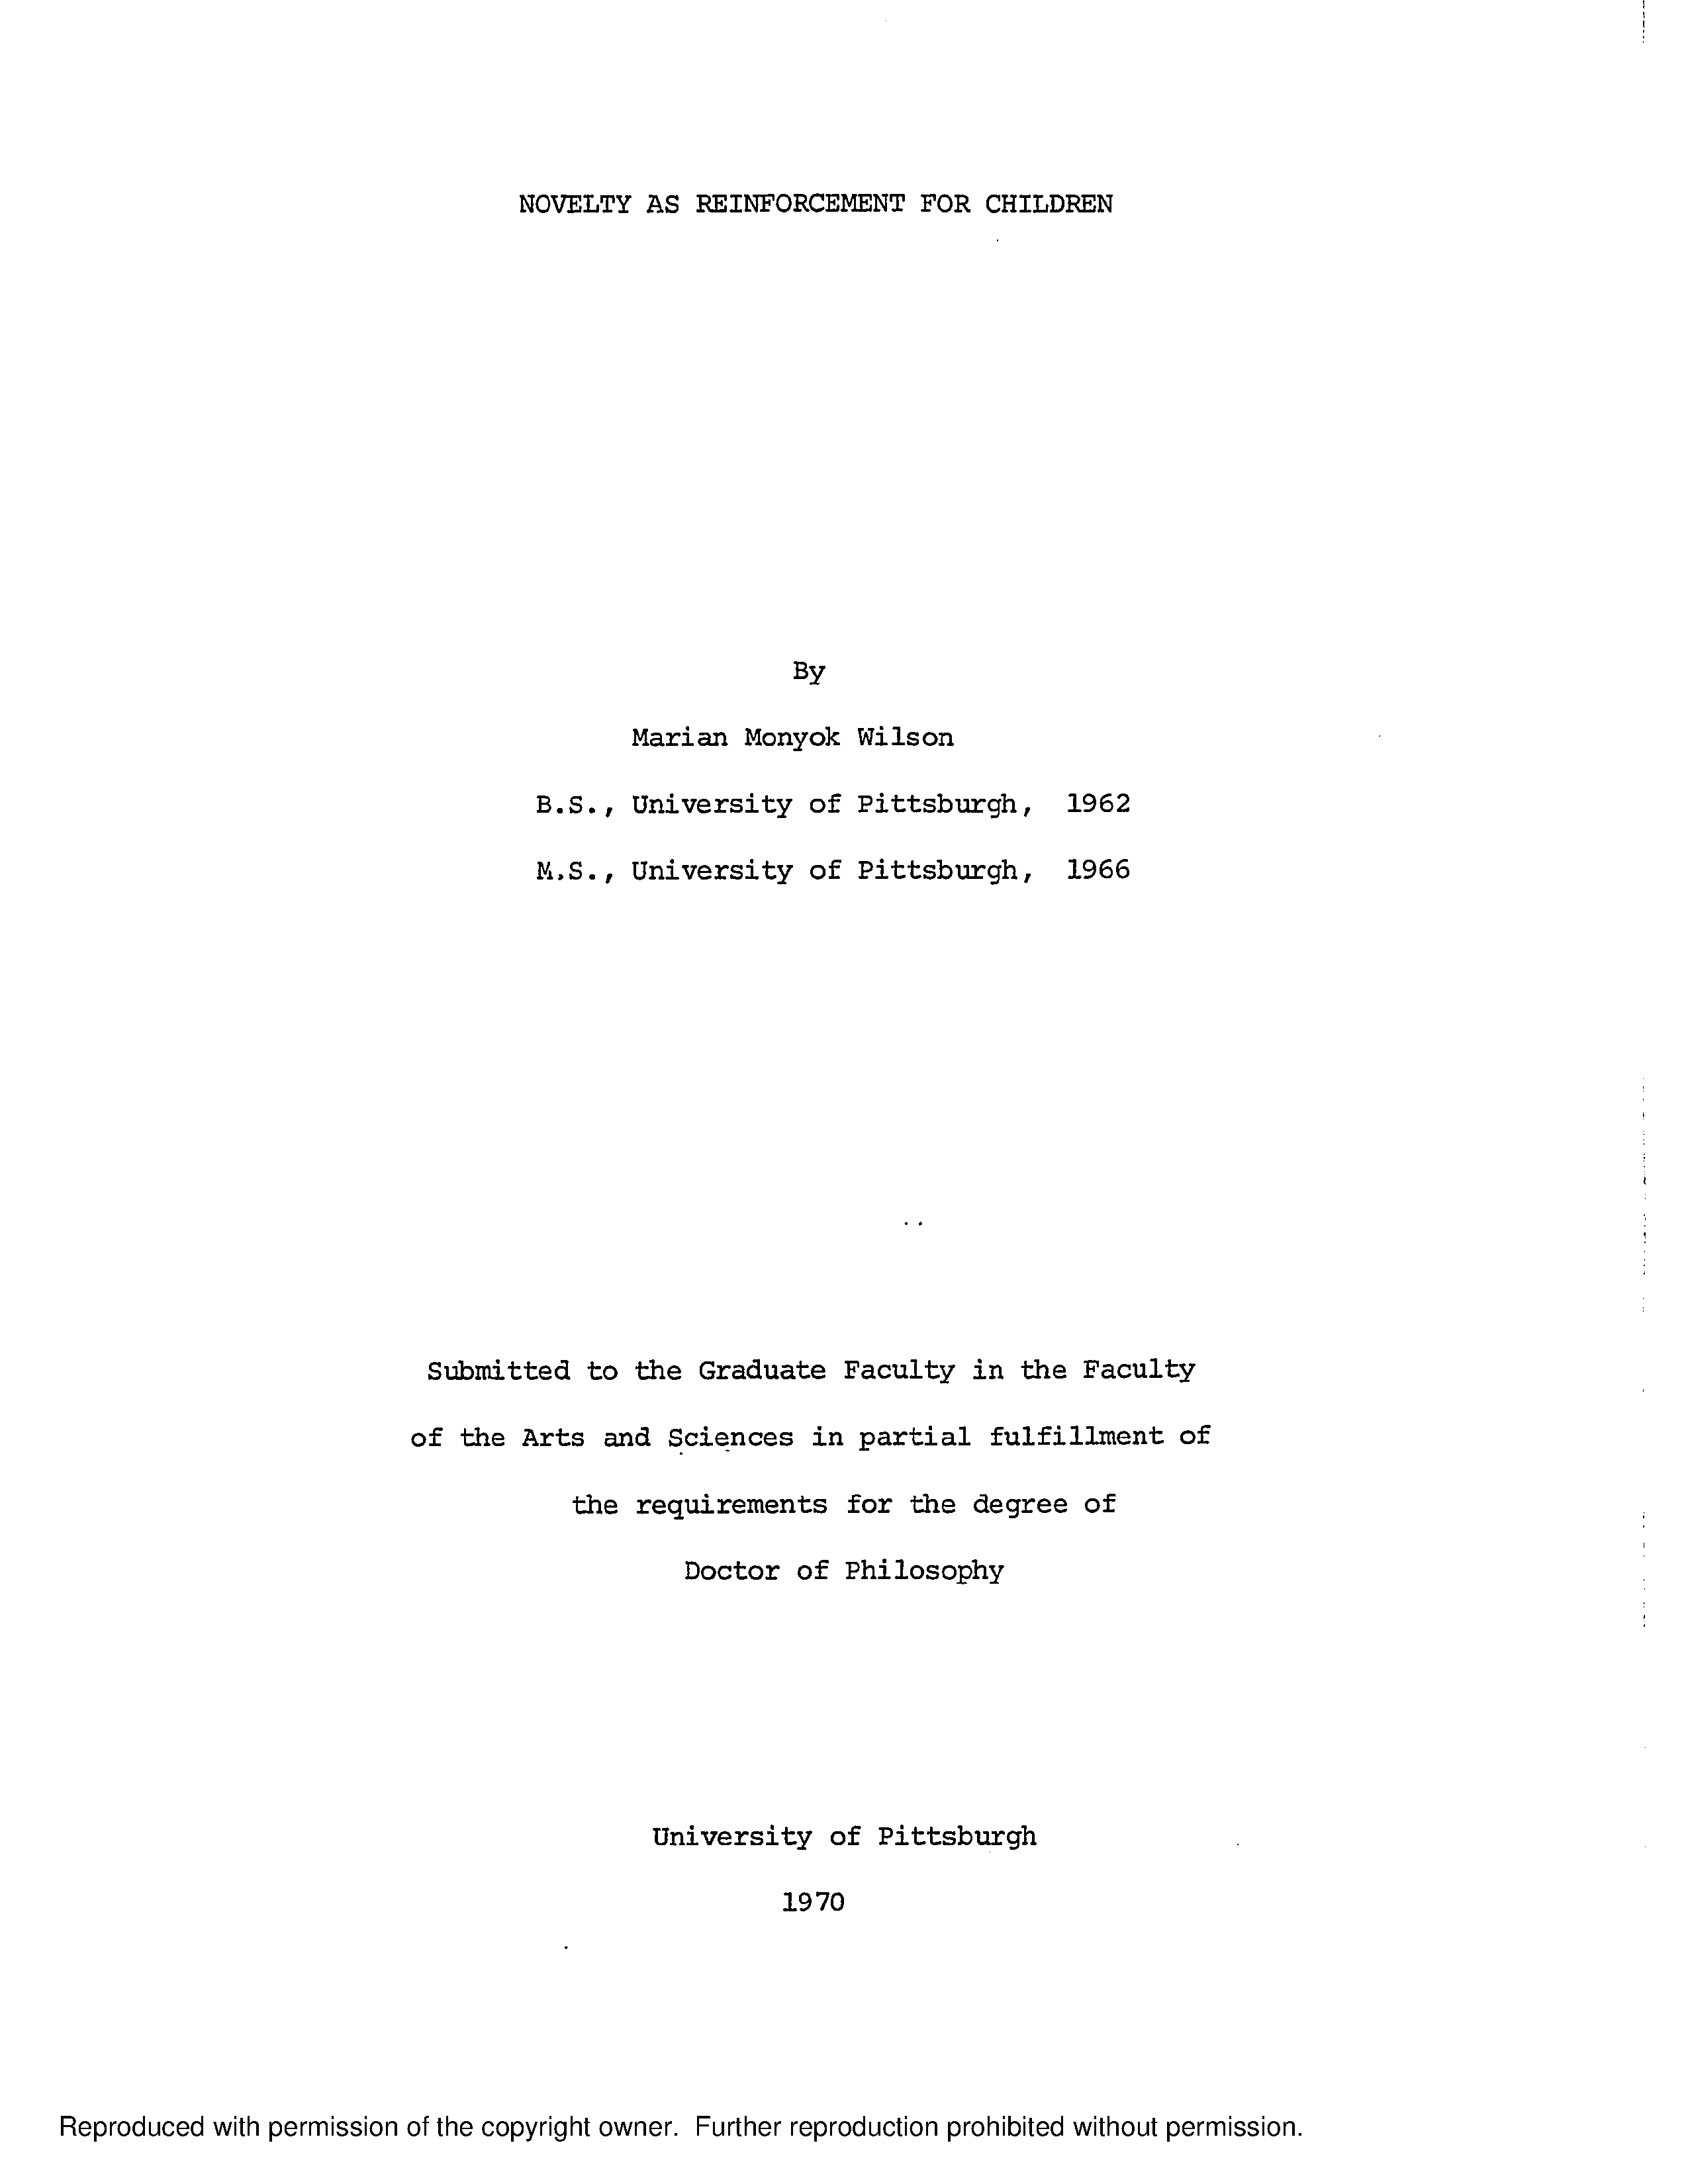 NOVELTY AS REINFORCEMENT FOR CHILDREN
By
Marian Monyok Wilson
B.S., University of Pittsburgh, 1962
M.S., University of Pittsburgh, 1966
Submitted to the Graduate Faculty in the Faculty
of the Arts and Sciences in partial fulfillment of
the requirements for the degree of
Doctor of Philosophy
University of Pittsburgh
1970
Reproduced with permission of the copyright owner. Further reproduction prohibited without permission.